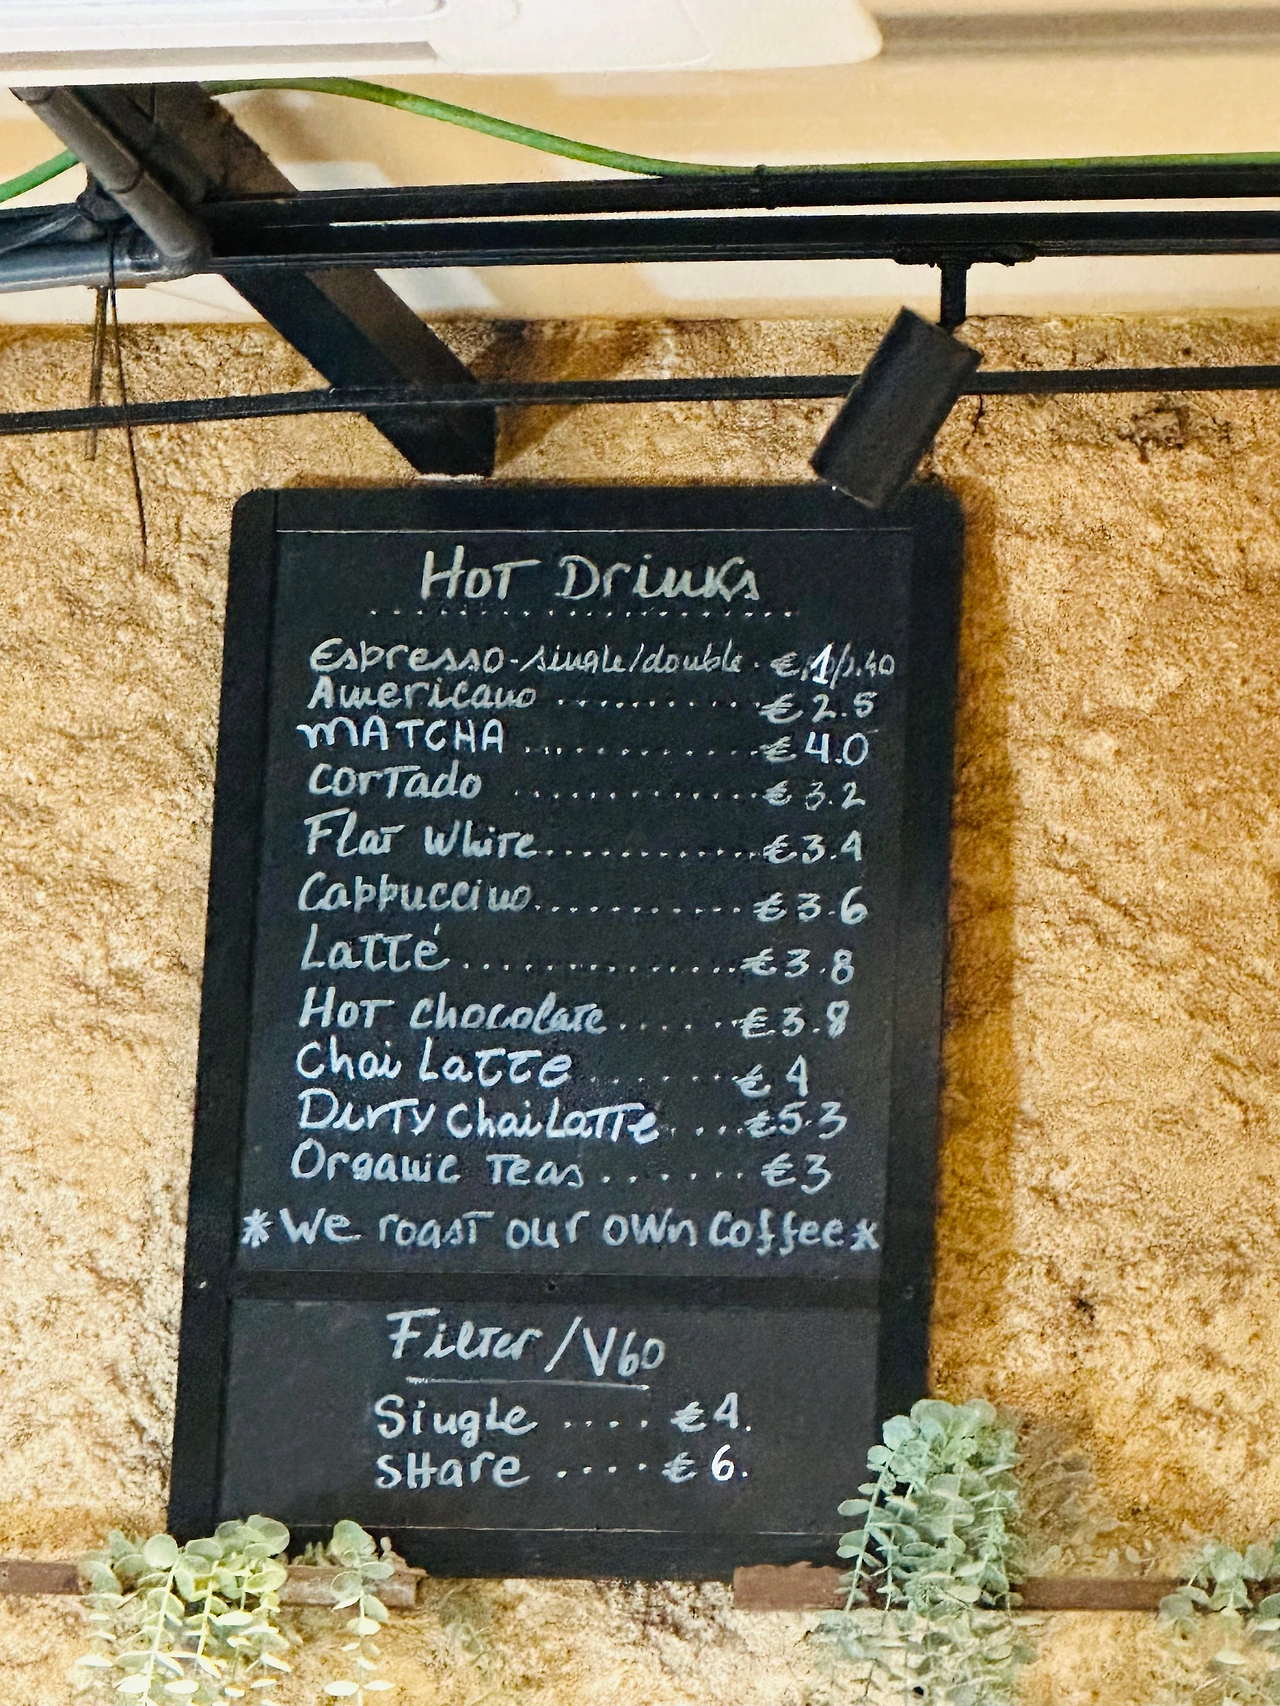 Hot Drinks
Espresso - single/double . €
Americano .......... € 2.5
MATCHA ............ € 4.0
Cortado ............ € 3.2
Flat White ............ € 3.4
Cappuccino ........... € 3.6
Latté .............. € 3.8
Hot chocolate ...... € 3.8
Chai Latte ...... € 4
Dirty Chai Latte .... €5.3
Organic Teas ...... €3
*We roast our own coffee*
Filter / V60
Single .... €4.
SHare .... € 6.